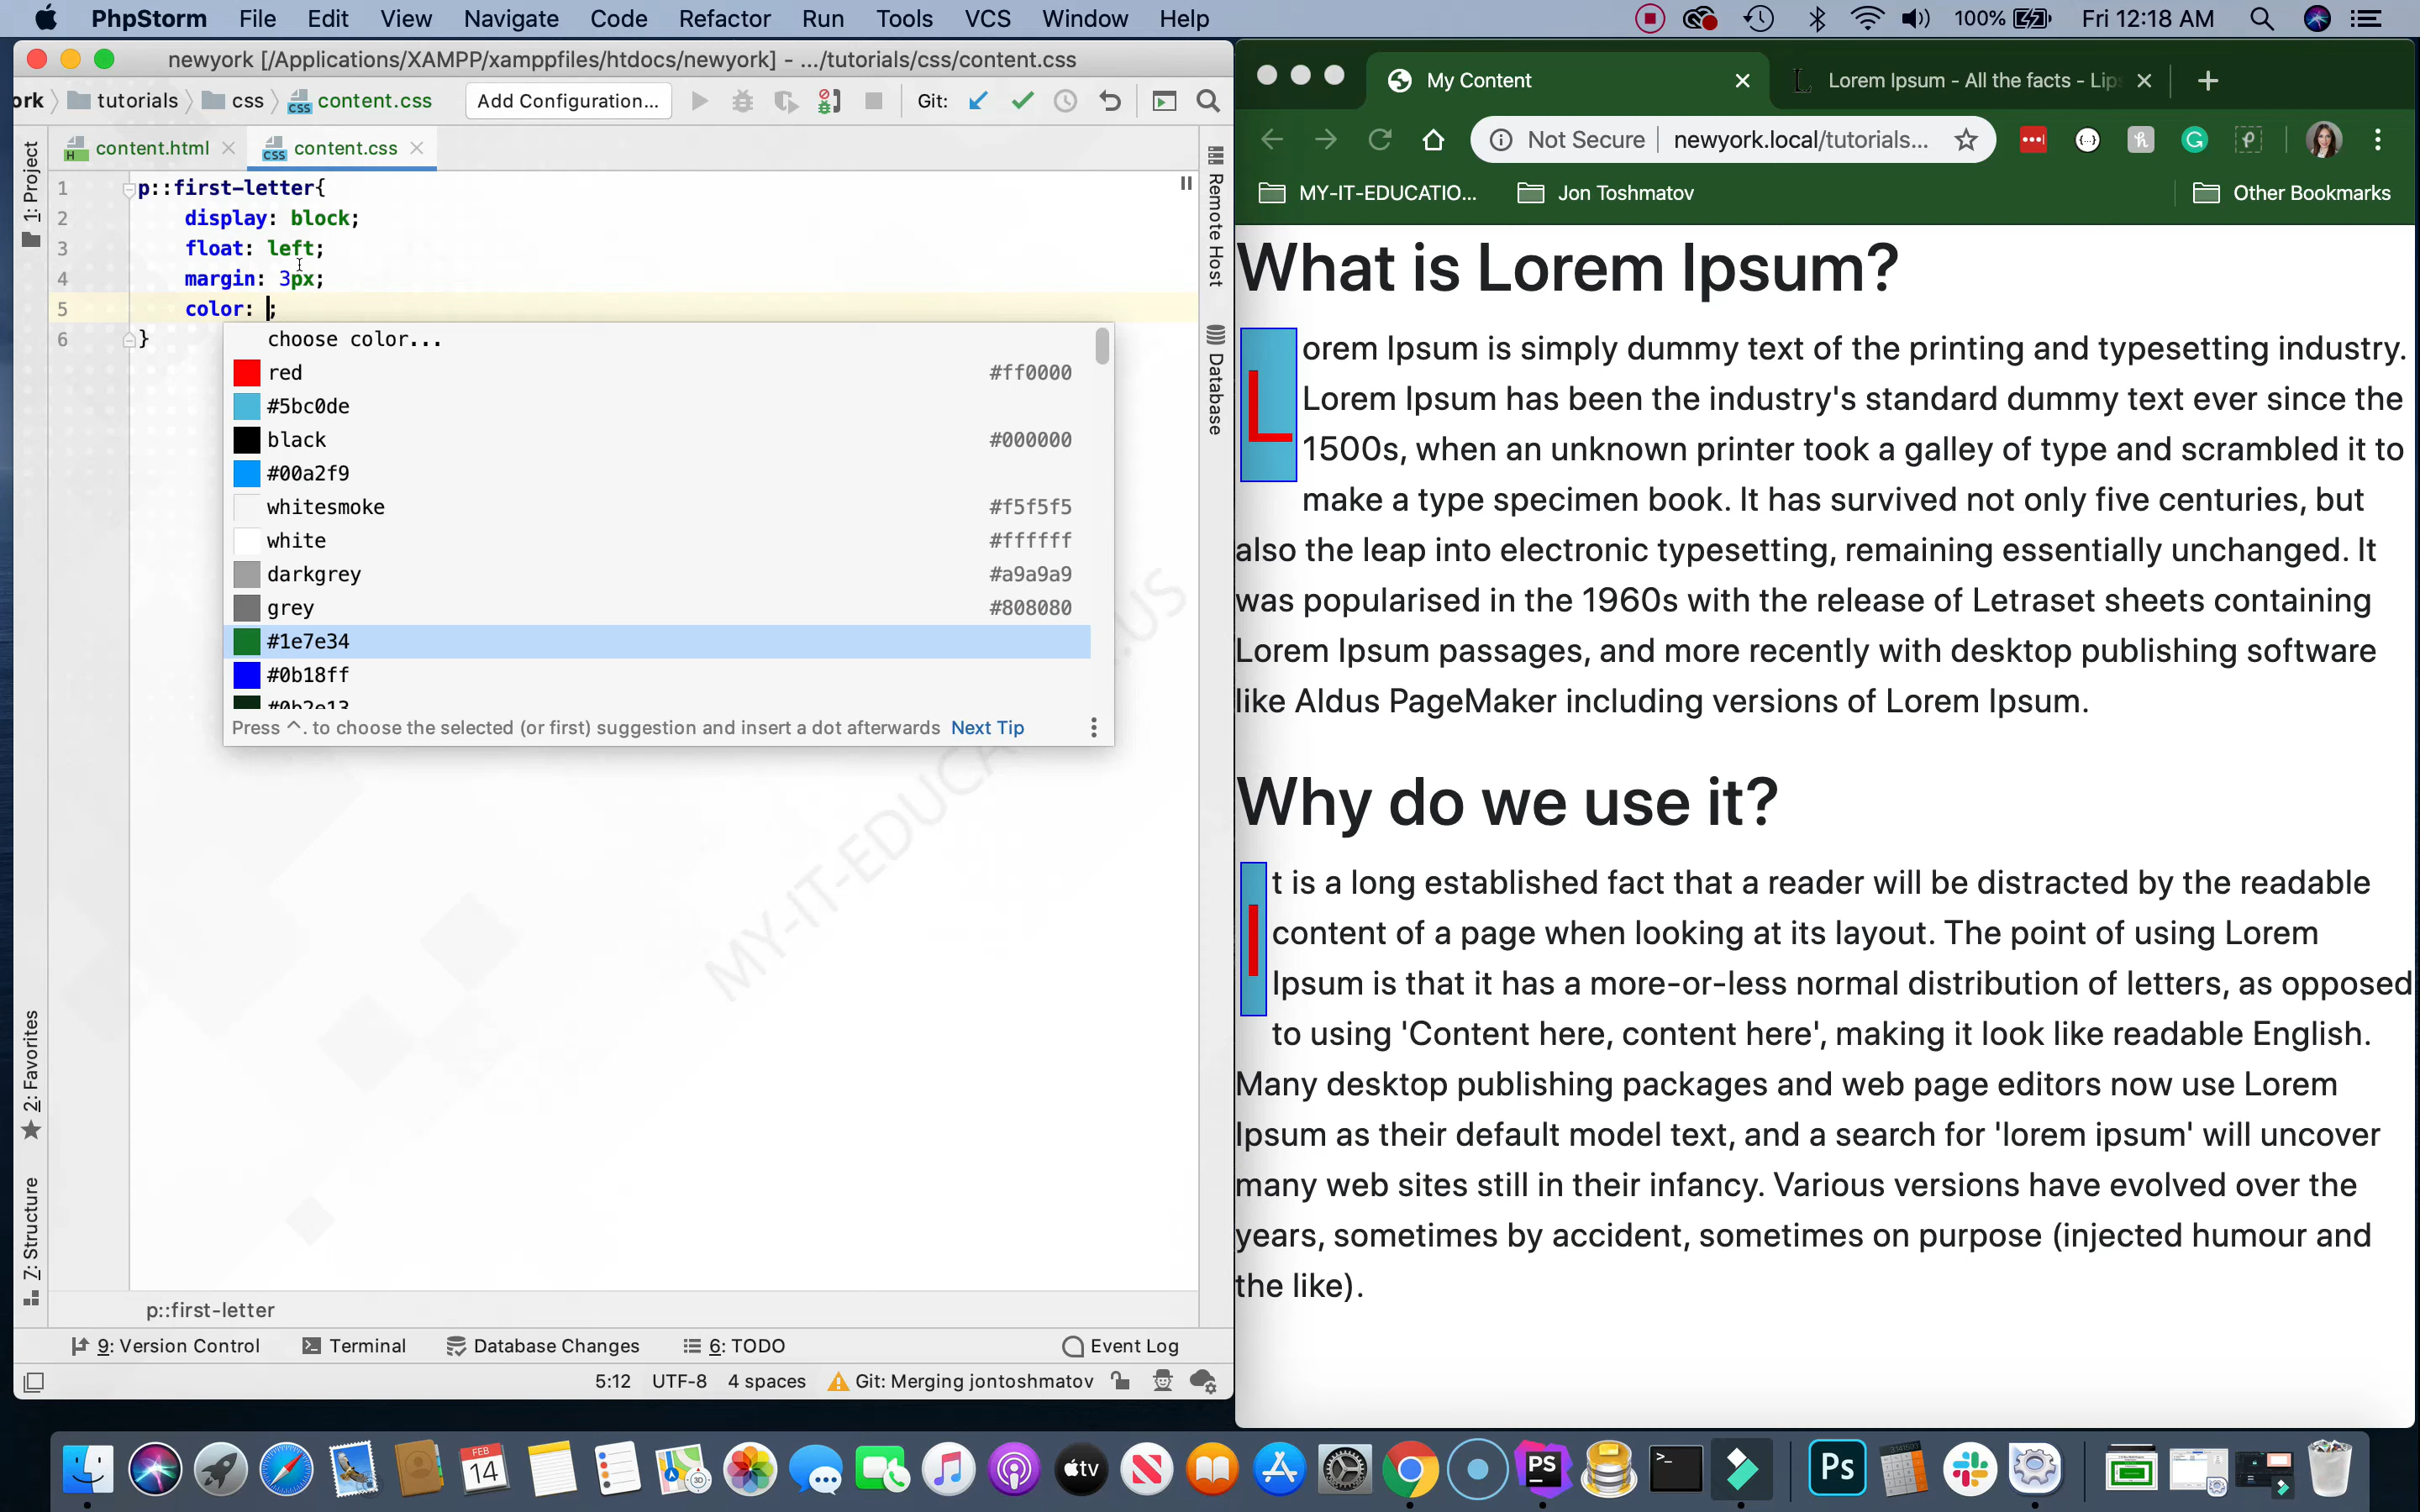 PhpStorm File Edit View Navigate Code Refactor Run Tools VCS Window Help 100% Fri 12:18 AM
newyork [/Applications/XAMPP/xamppfiles/htdocs/newyork] - .../tutorials/css/content.css
ork tutorials css content.css Add Configuration... Git:
content.html content.css
1 p::first-letter{
2 display: block;
3 float: left;
4 margin: 3px;
5 color: ;
6 }
choose color...
red #ff0000
#5bc0de
black #000000
#00a2f9
whitesmoke #f5f5f5
white #ffffff
darkgrey #a9a9a9
grey #808080
#1e7e34
#0b18ff
#0b2e13
Press ^. to choose the selected (or first) suggestion and insert a dot afterwards Next Tip
1: Project
2: Favorites
7: Structure
Remote Host
Database
p::first-letter
9: Version Control Terminal Database Changes 6: TODO Event Log
5:12 UTF-8 4 spaces Git: Merging jontoshmatov
My Content Lorem Ipsum - All the facts - Lips
Not Secure newyork.local/tutorials...
MY-IT-EDUCATIO... Jon Toshmatov Other Bookmarks
What is Lorem Ipsum?
Lorem Ipsum is simply dummy text of the printing and typesetting industry.
Lorem Ipsum has been the industry's standard dummy text ever since the
1500s, when an unknown printer took a galley of type and scrambled it to
make a type specimen book. It has survived not only five centuries, but
also the leap into electronic typesetting, remaining essentially unchanged. It
was popularised in the 1960s with the release of Letraset sheets containing
Lorem Ipsum passages, and more recently with desktop publishing software
like Aldus PageMaker including versions of Lorem Ipsum.
Why do we use it?
It is a long established fact that a reader will be distracted by the readable
content of a page when looking at its layout. The point of using Lorem
Ipsum is that it has a more-or-less normal distribution of letters, as opposed
to using 'Content here, content here', making it look like readable English.
Many desktop publishing packages and web page editors now use Lorem
Ipsum as their default model text, and a search for 'lorem ipsum' will uncover
many web sites still in their infancy. Various versions have evolved over the
years, sometimes by accident, sometimes on purpose (injected humour and
the like).
FEB
14
tv
PS
Ps